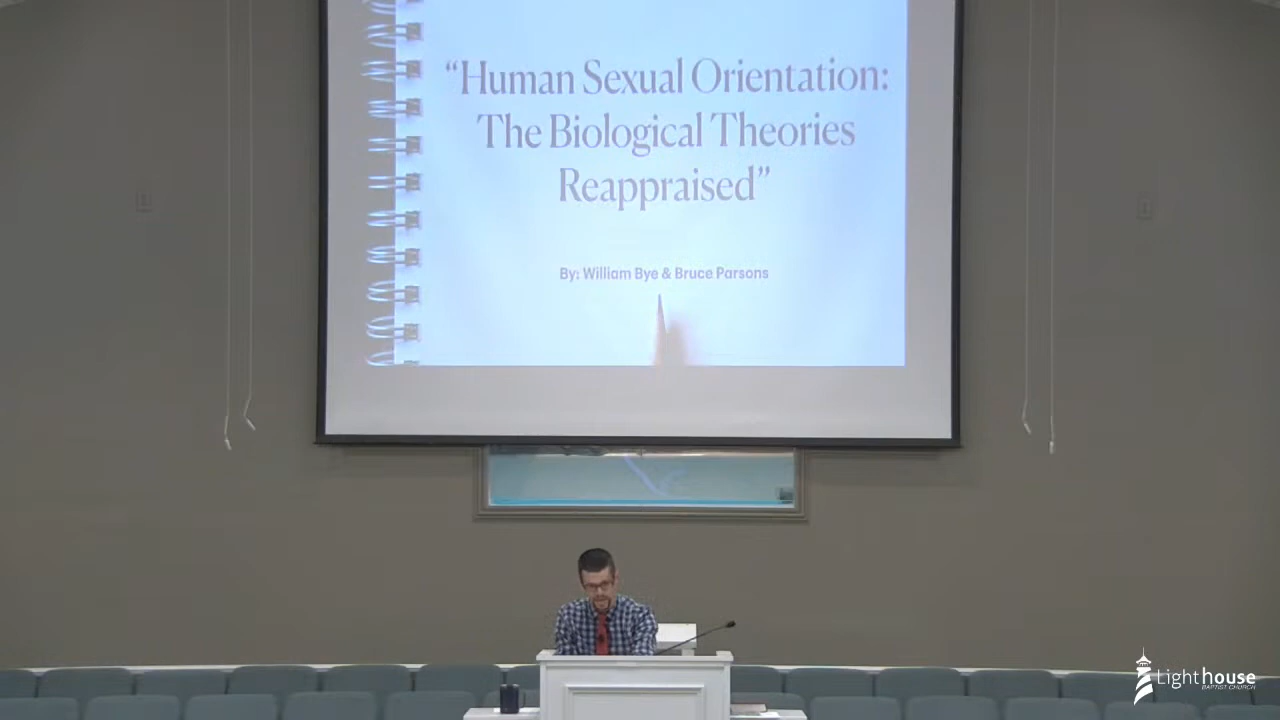 “Human Sexual Orientation:
The Biological Theories
Reappraised”
By: William Bye & Bruce Parsons
Lighthouse
BAPTIST CHURCH